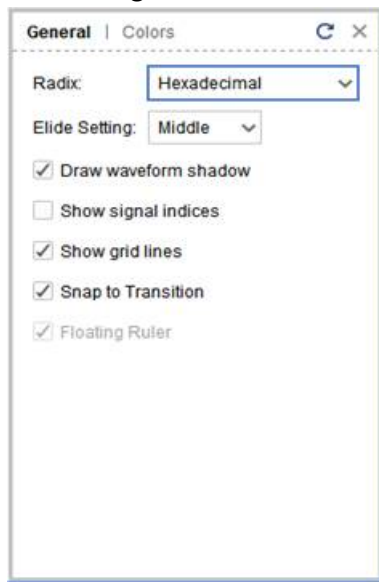 General | Colors
Radix: Hexadecimal
Elide Setting: Middle
Draw waveform shadow
Show signal indices
Show grid lines
Snap to Transition
Floating Ruler